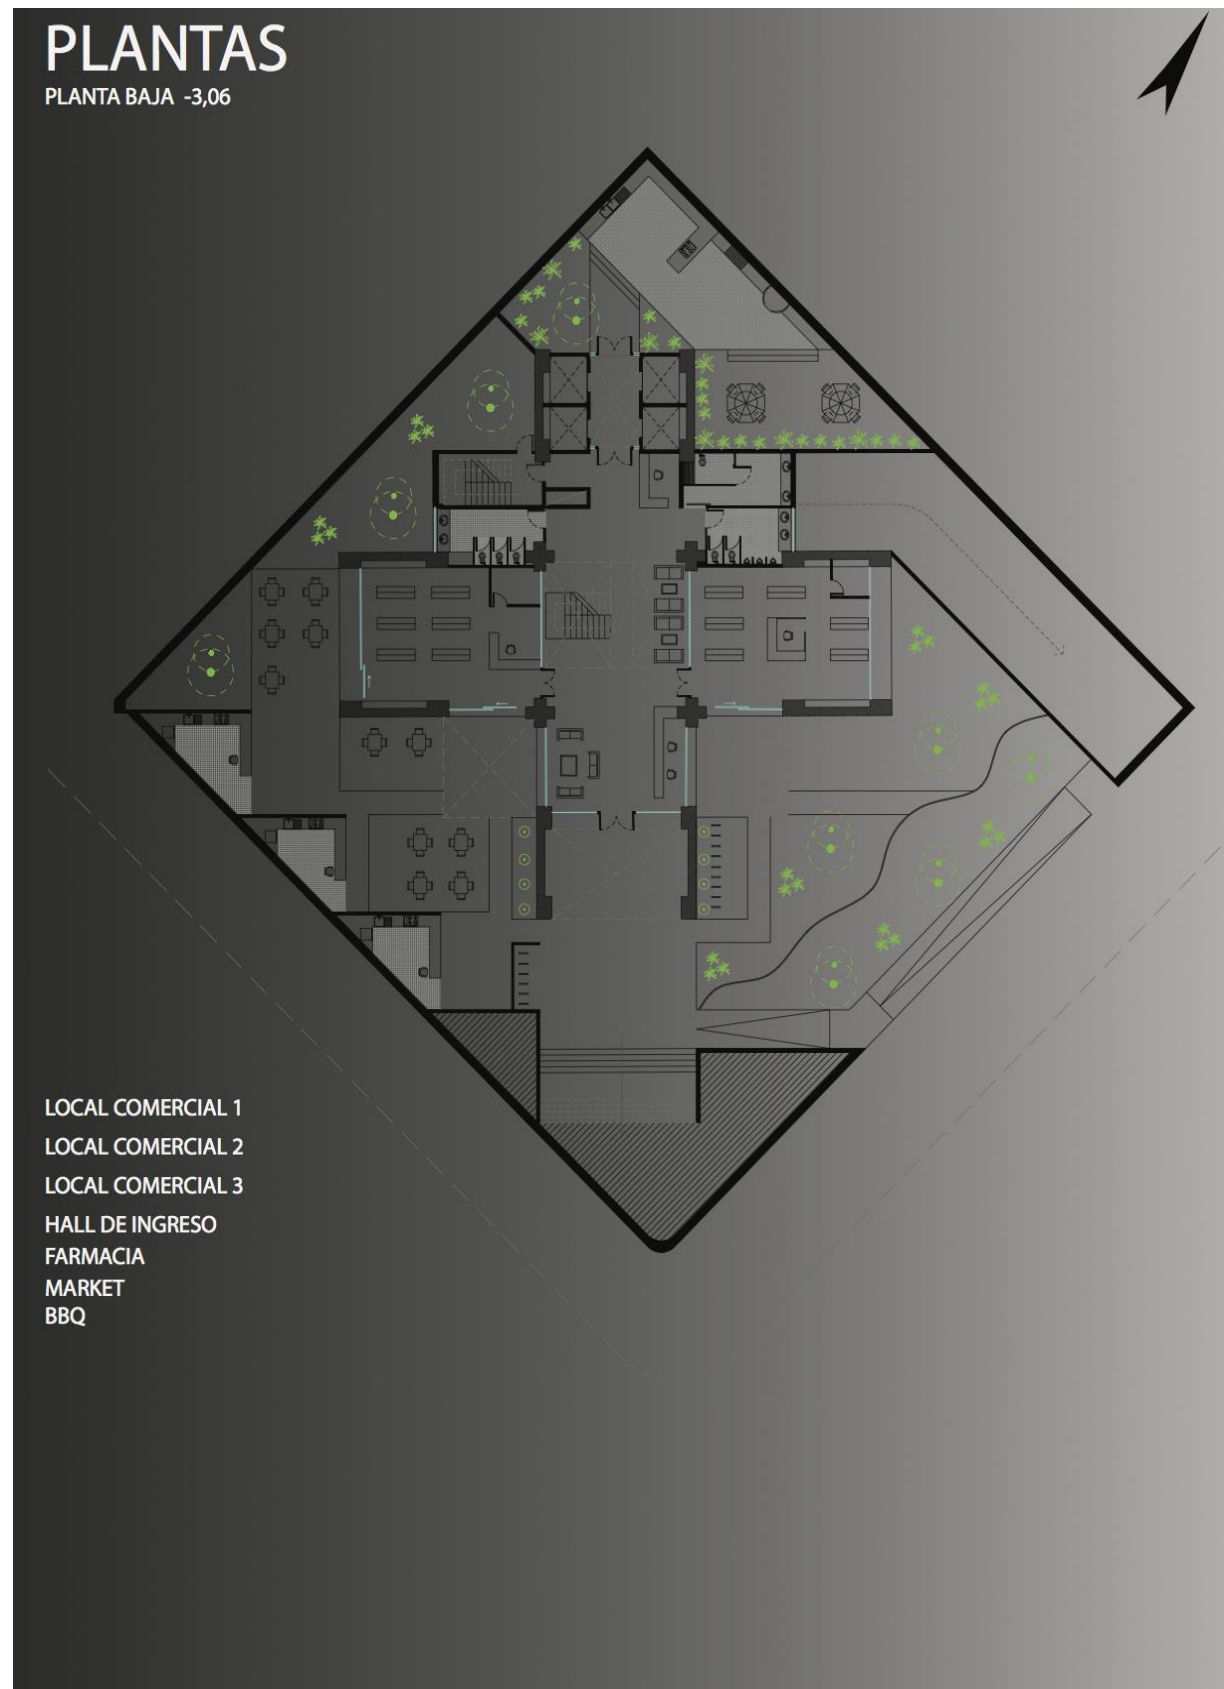 PLANTAS
PLANTA BAJA -3,06
LOCAL COMERCIAL 1
LOCAL COMERCIAL 2
LOCAL COMERCIAL 3
HALL DE INGRESO
FARMACIA
MARKET
BBQ